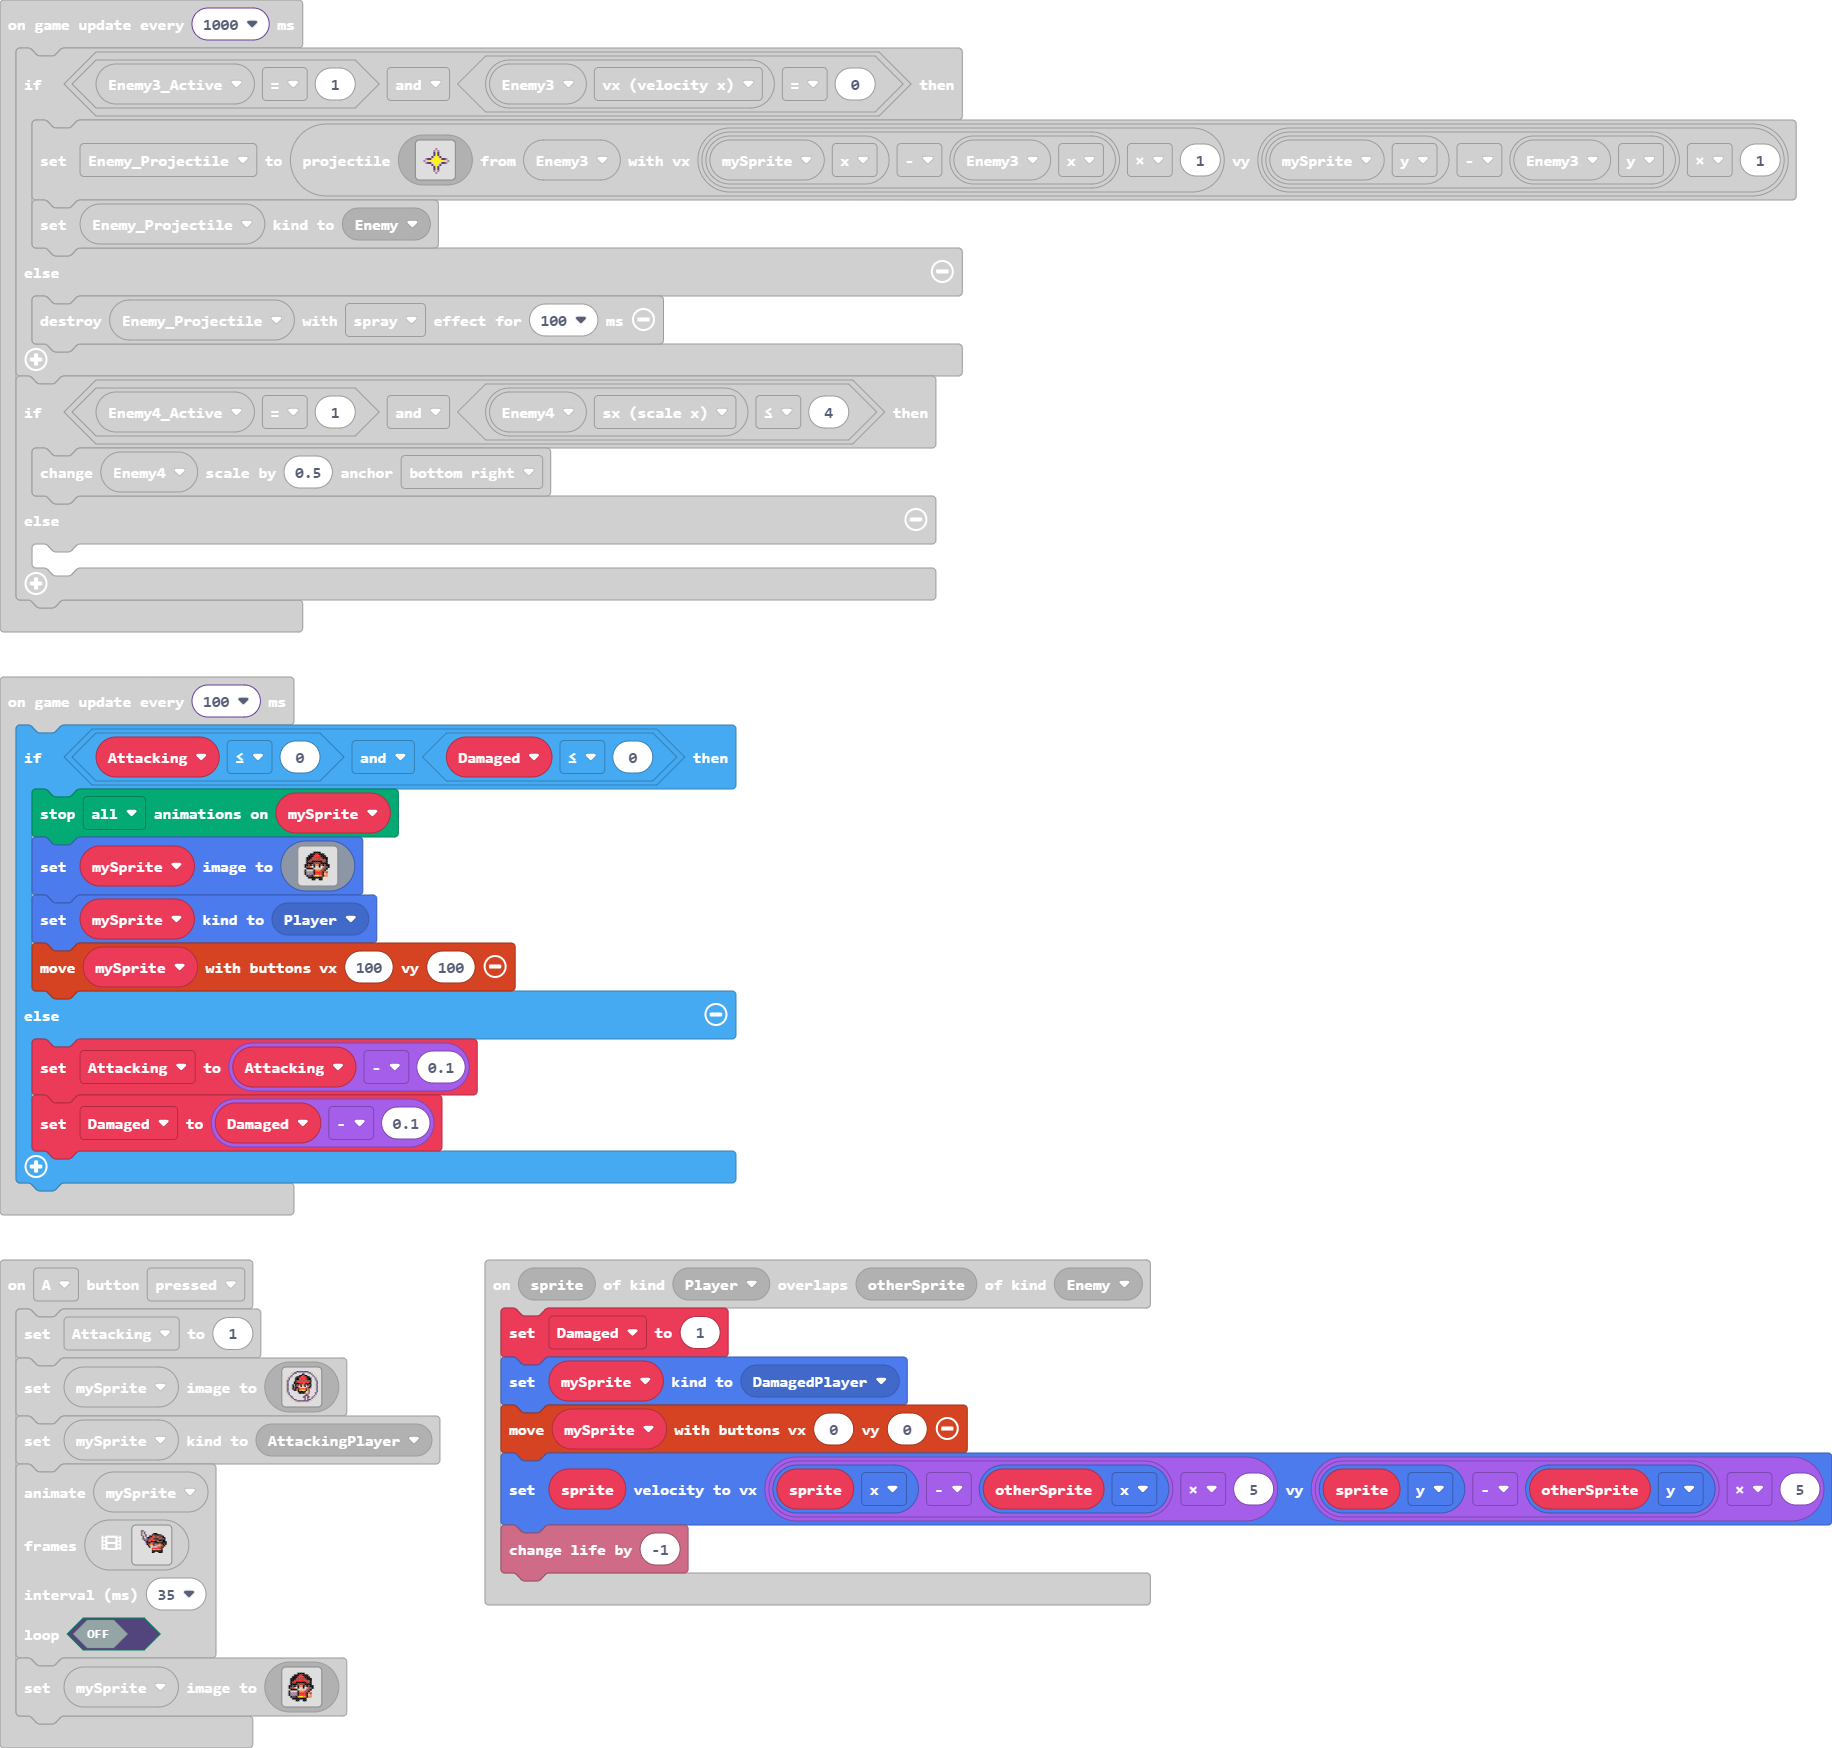 on game update every 1000 ms
if Enemy3_Active = 1 and Enemy3 vx (velocity x) = 0 then
set Enemy_Projectile to projectile from Enemy3 with vx mySprite x - Enemy3 x × 1 vy mySprite y - Enemy3 y × 1
set Enemy_Projectile kind to Enemy
else
destroy Enemy_Projectile with spray effect for 100 ms
if Enemy4_Active = 1 and Enemy4 sx (scale x) ≤ 4 then
change Enemy4 scale by 0.5 anchor bottom right
else
on game update every 100 ms
if Attacking ≤ 0 and Damaged ≤ 0 then
stop all animations on mySprite
set mySprite image to
set mySprite kind to Player
move mySprite with buttons vx 100 vy 100
else
set Attacking to Attacking - 0.1
set Damaged to Damaged - 0.1
on A button pressed
set Attacking to 1
set mySprite image to
set mySprite kind to AttackingPlayer
animate mySprite
frames
interval (ms) 35
loop OFF
set mySprite image to
on sprite of kind Player overlaps otherSprite of kind Enemy
set Damaged to 1
set mySprite kind to DamagedPlayer
move mySprite with buttons vx 0 vy 0
set sprite velocity to vx sprite x - otherSprite x × 5 vy sprite y - otherSprite y × 5
change life by -1